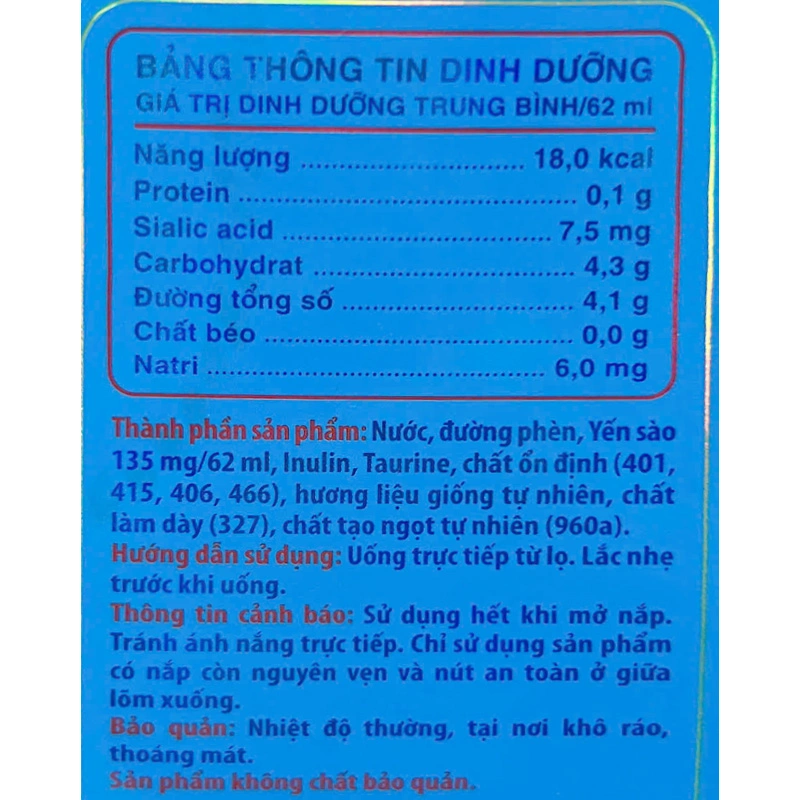 BẢNG THÔNG TIN DINH DƯỠNG
GIÁ TRỊ DINH DƯỠNG TRUNG BÌNH/62 ml
Năng lượng ........................... 18,0 kcal
Protein ........................................ 0,1 g
Sialic acid ................................ 7,5 mg
Carbohydrat ............................... 4,3 g
Đường tổng số ........................... 4,1 g
Chất béo ..................................... 0,0 g
Natri ......................................... 6,0 mg
Thành phần sản phẩm: Nước, đường phèn, Yến sào
135 mg/62 ml, Inulin, Taurine, chất ổn định (401,
415, 406, 466), hương liệu giống tự nhiên, chất
làm dày (327), chất tạo ngọt tự nhiên (960a).
Hướng dẫn sử dụng: Uống trực tiếp từ lọ. Lắc nhẹ
trước khi uống.
Thông tin cảnh báo: Sử dụng hết khi mở nắp.
Tránh ánh nắng trực tiếp. Chỉ sử dụng sản phẩm
có nắp còn nguyên vẹn và nút an toàn ở giữa
lõm xuống.
Bảo quản: Nhiệt độ thường, tại nơi khô ráo,
thoáng mát.
Sản phẩm không chất bảo quản.